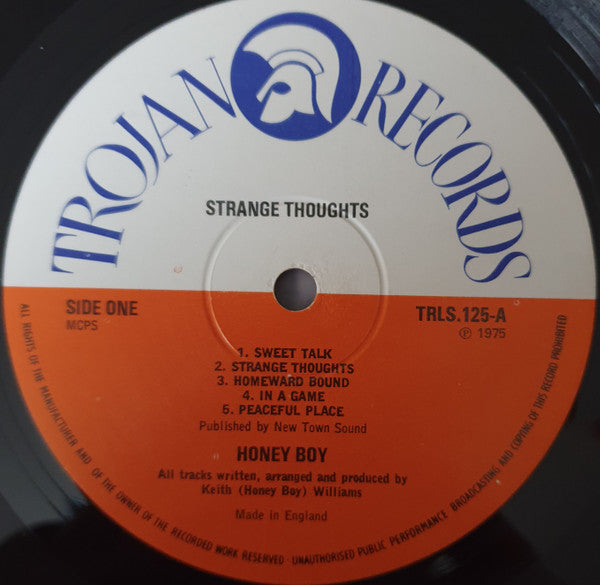 TROJAN RECORDS
STRANGE THOUGHTS
SIDE ONE
MCPS
TRLS.125-A
℗ 1975
1. SWEET TALK
2. STRANGE THOUGHTS
3. HOMEWARD BOUND
4. IN A GAME
5. PEACEFUL PLACE
Published by New Town Sound
HONEY BOY
All tracks written, arranged and produced by
Keith (Honey Boy) Williams
Made in England
ALL RIGHTS OF THE MANUFACTURER AND OF THE OWNER OF THE RECORDED WORK RESERVED · UNAUTHORISED PUBLIC PERFORMANCE BROADCASTING AND COPYING OF THIS RECORD PROHIBITED